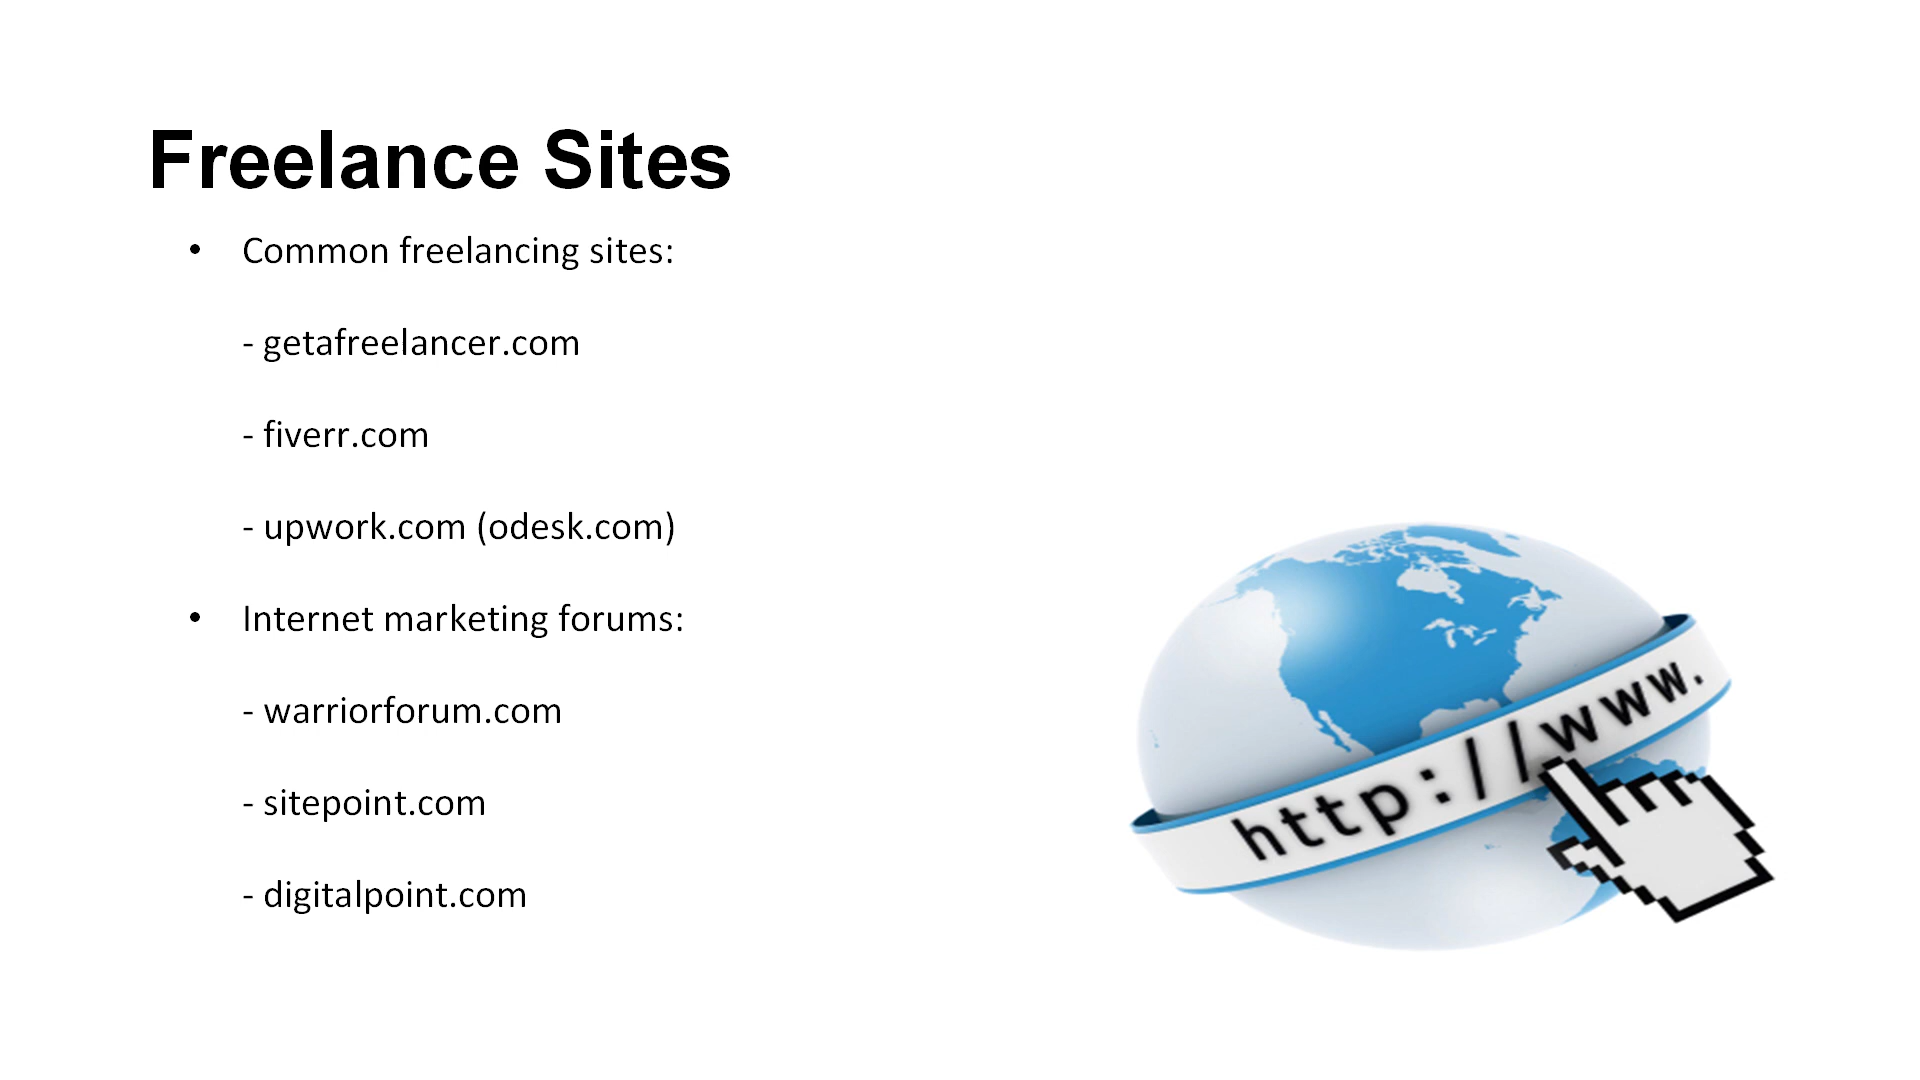 Freelance Sites
• Common freelancing sites:
- getafreelancer.com
- fiverr.com
- upwork.com (odesk.com)
• Internet marketing forums:
- warriorforum.com
- sitepoint.com
- digitalpoint.com
http://www.